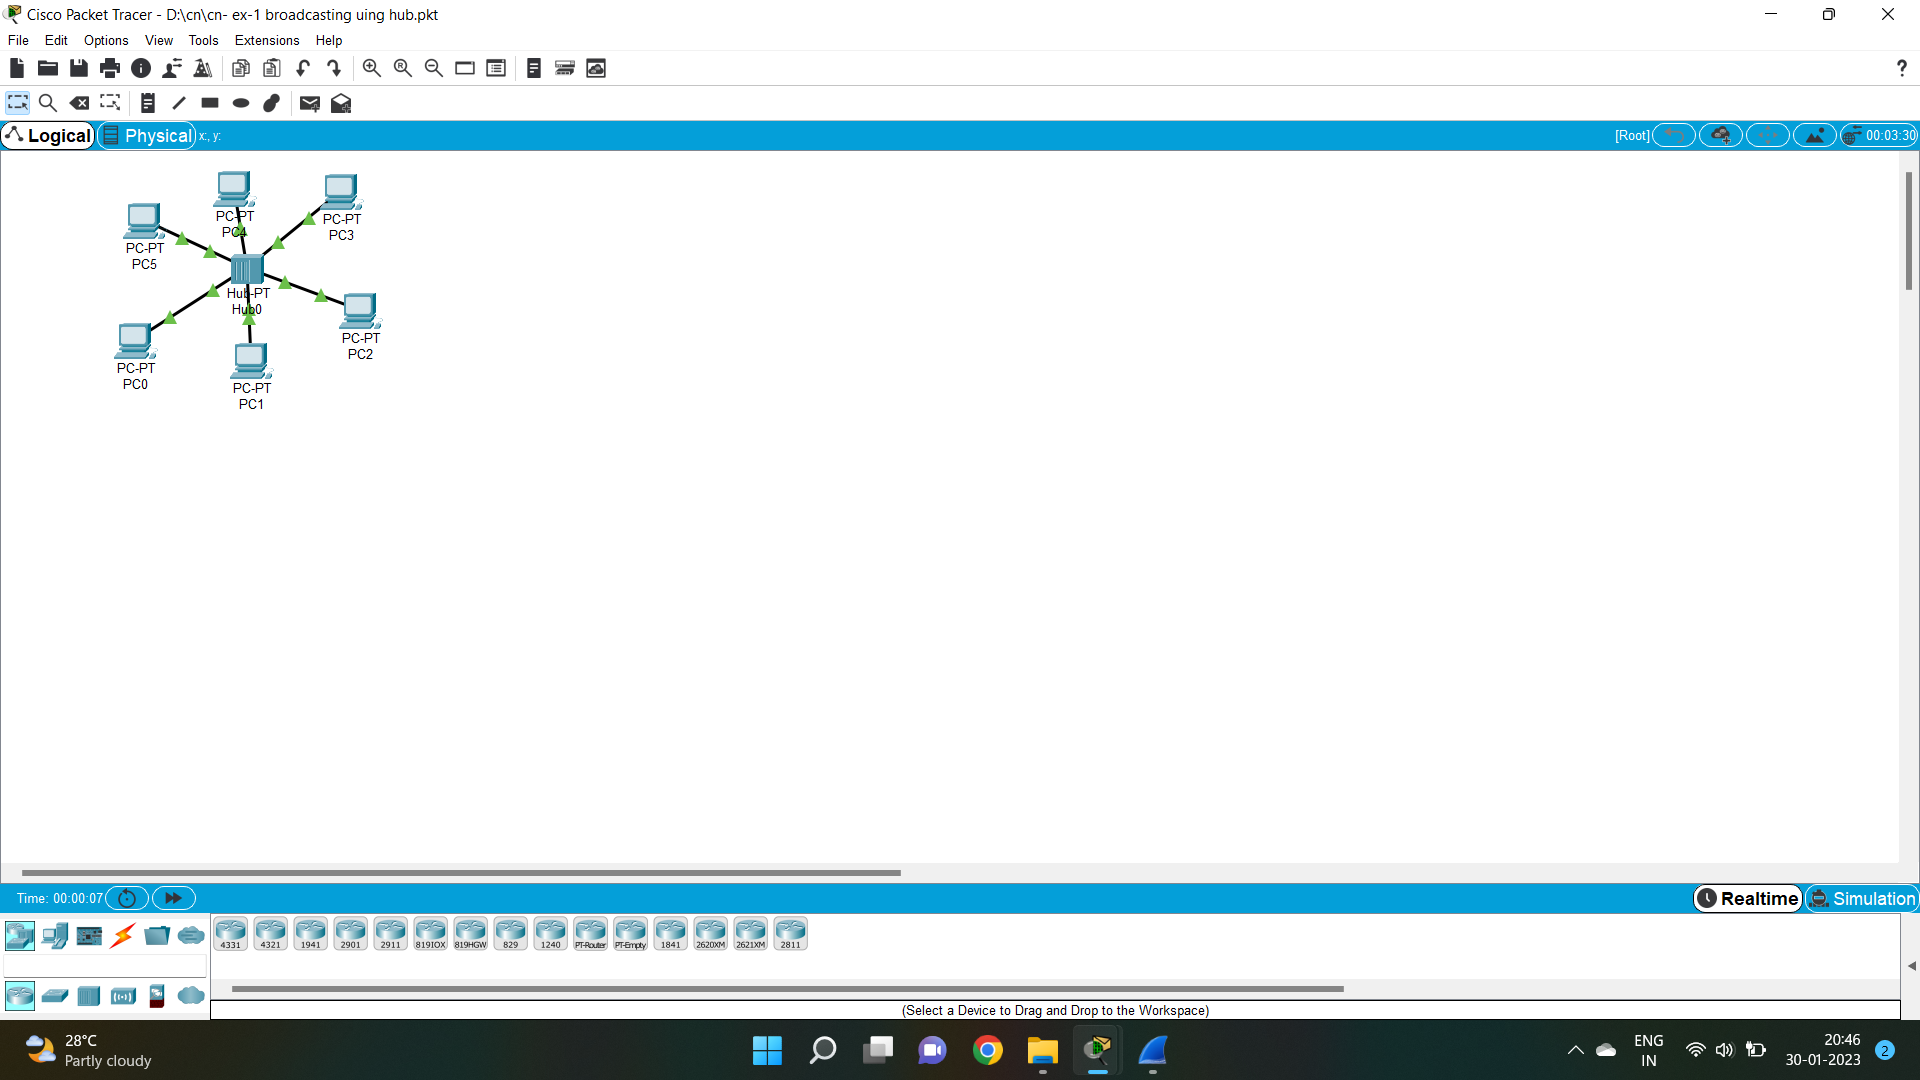 Cisco Packet Tracer - D:\cn\cn- ex-1 broadcasting uing hub.pkt
File Edit Options View Tools Extensions Help
?
Logical Physical x:, y: [Root] 00:03:30
PC-PT
PC4
PC-PT
PC3
PC-PT
PC5
Hub-PT
Hub0
PC-PT
PC2
PC-PT
PC0
PC-PT
PC1
Time: 00:00:07 Realtime Simulation
4331 4321 1941 2901 2911 819IOX 819HGW 829 1240 PT-Router PT-Empty 1841 2620XM 2621XM 2811
(Select a Device to Drag and Drop to the Workspace)
28°C
Partly cloudy
ENG
IN
20:46
30-01-2023
2